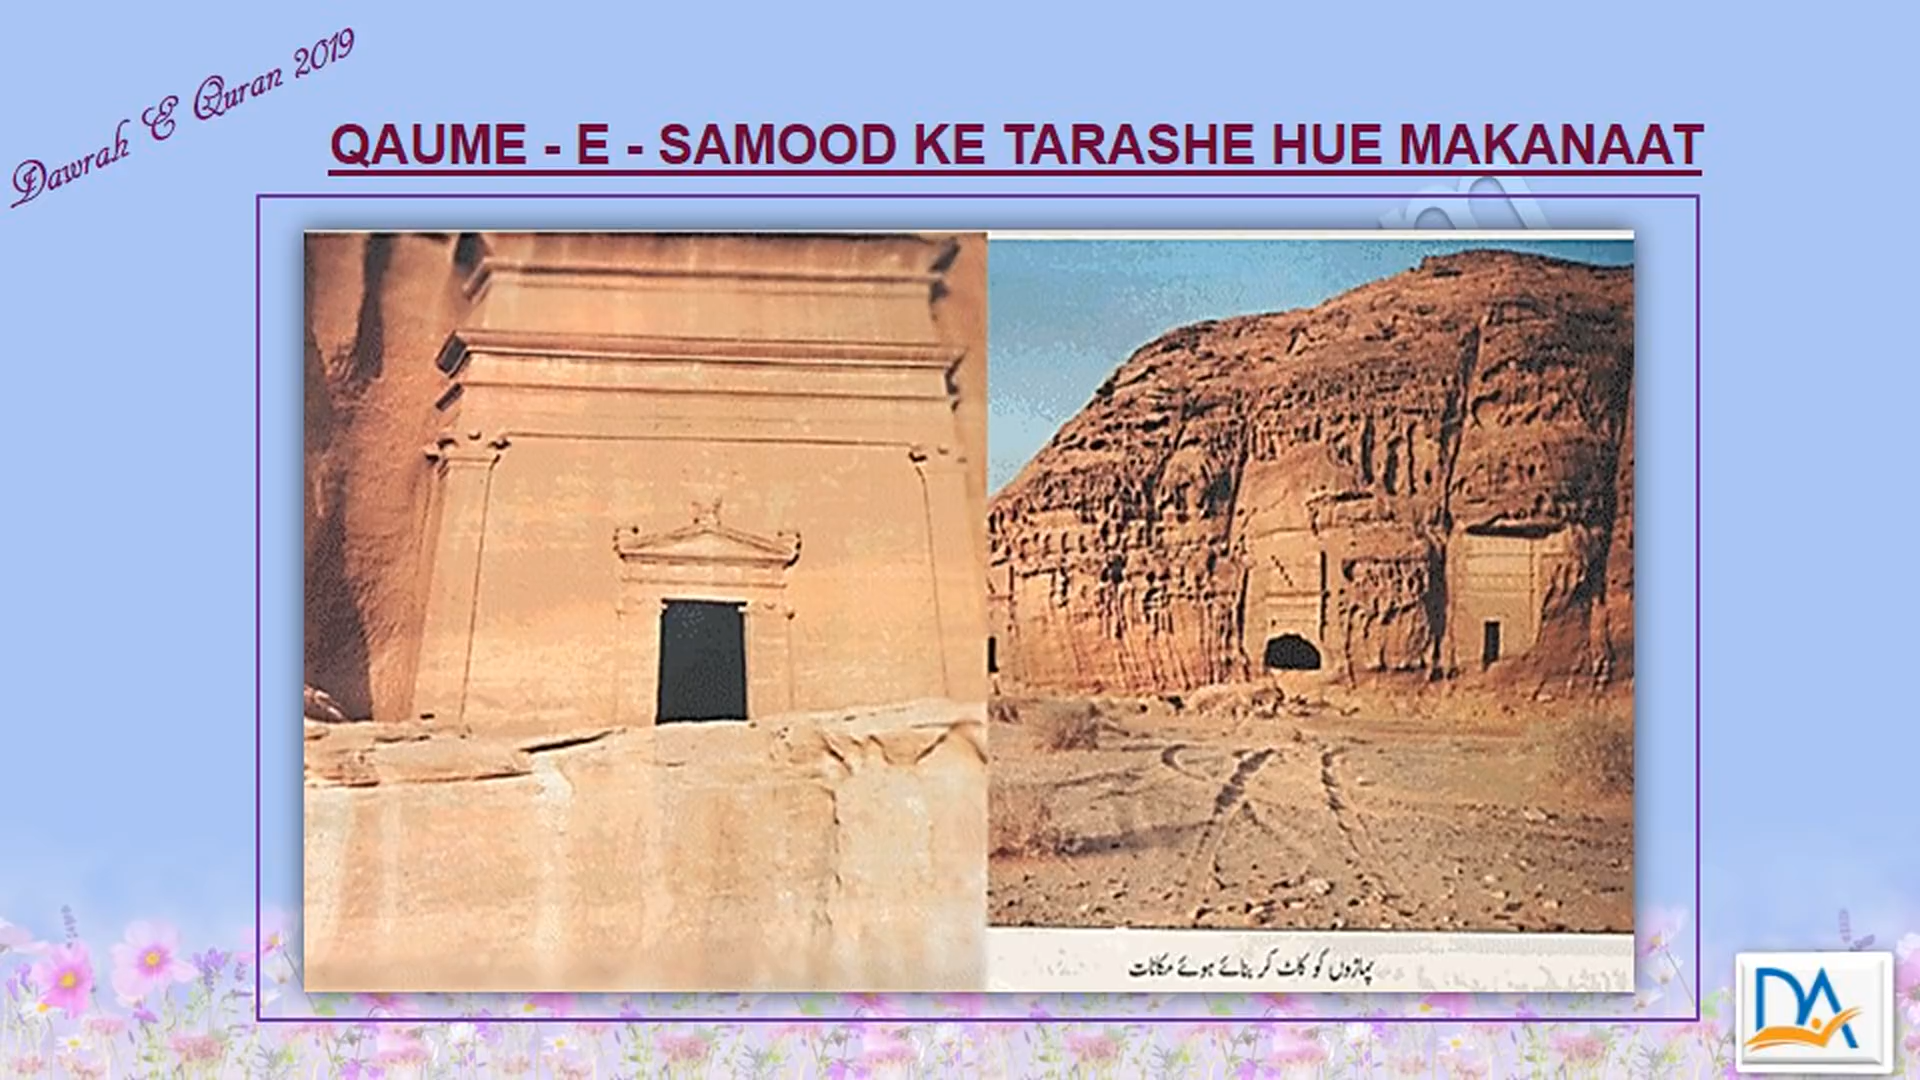 Dawrah E Quran 2019
QAUME - E - SAMOOD KE TARASHE HUE MAKANAAT
پہاڑوں کو کاٹ کر بنائے ہوئے مکانات
DA